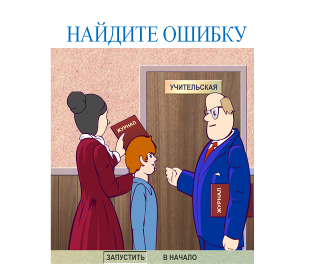 НАЙДИТЕ ОШИБКУ
УЧИТЕЛЬСКАЯ
ЖУРНАЛ
ЖУРНАЛ
ЗАПУСТИТЬ В НАЧАЛО